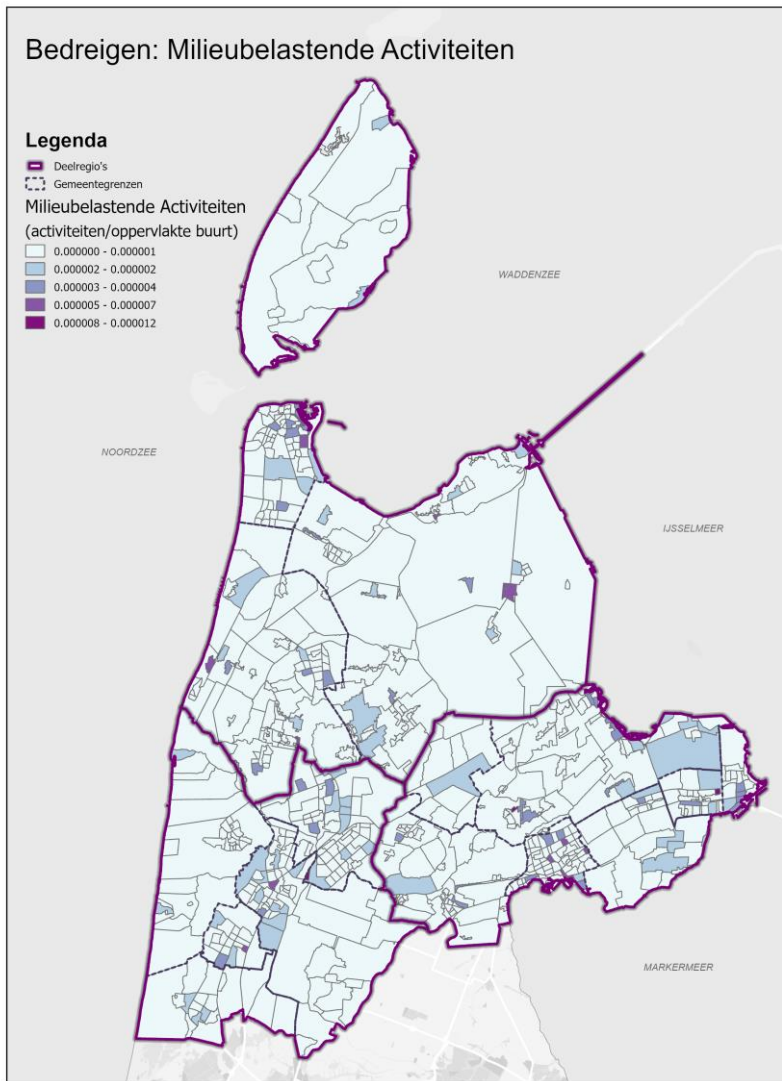 Bedreigen: Milieubelastende Activiteiten
Legenda
Deelregio's
Gemeentegrenzen
Milieubelastende Activiteiten
(activiteiten/oppervlakte buurt)
0.000000 - 0.000001
0.000002 - 0.000002
0.000003 - 0.000004
0.000005 - 0.000007
0.000008 - 0.000012
WADDENZEE
NOORDZEE
IJSSELMEER
MARKERMEER